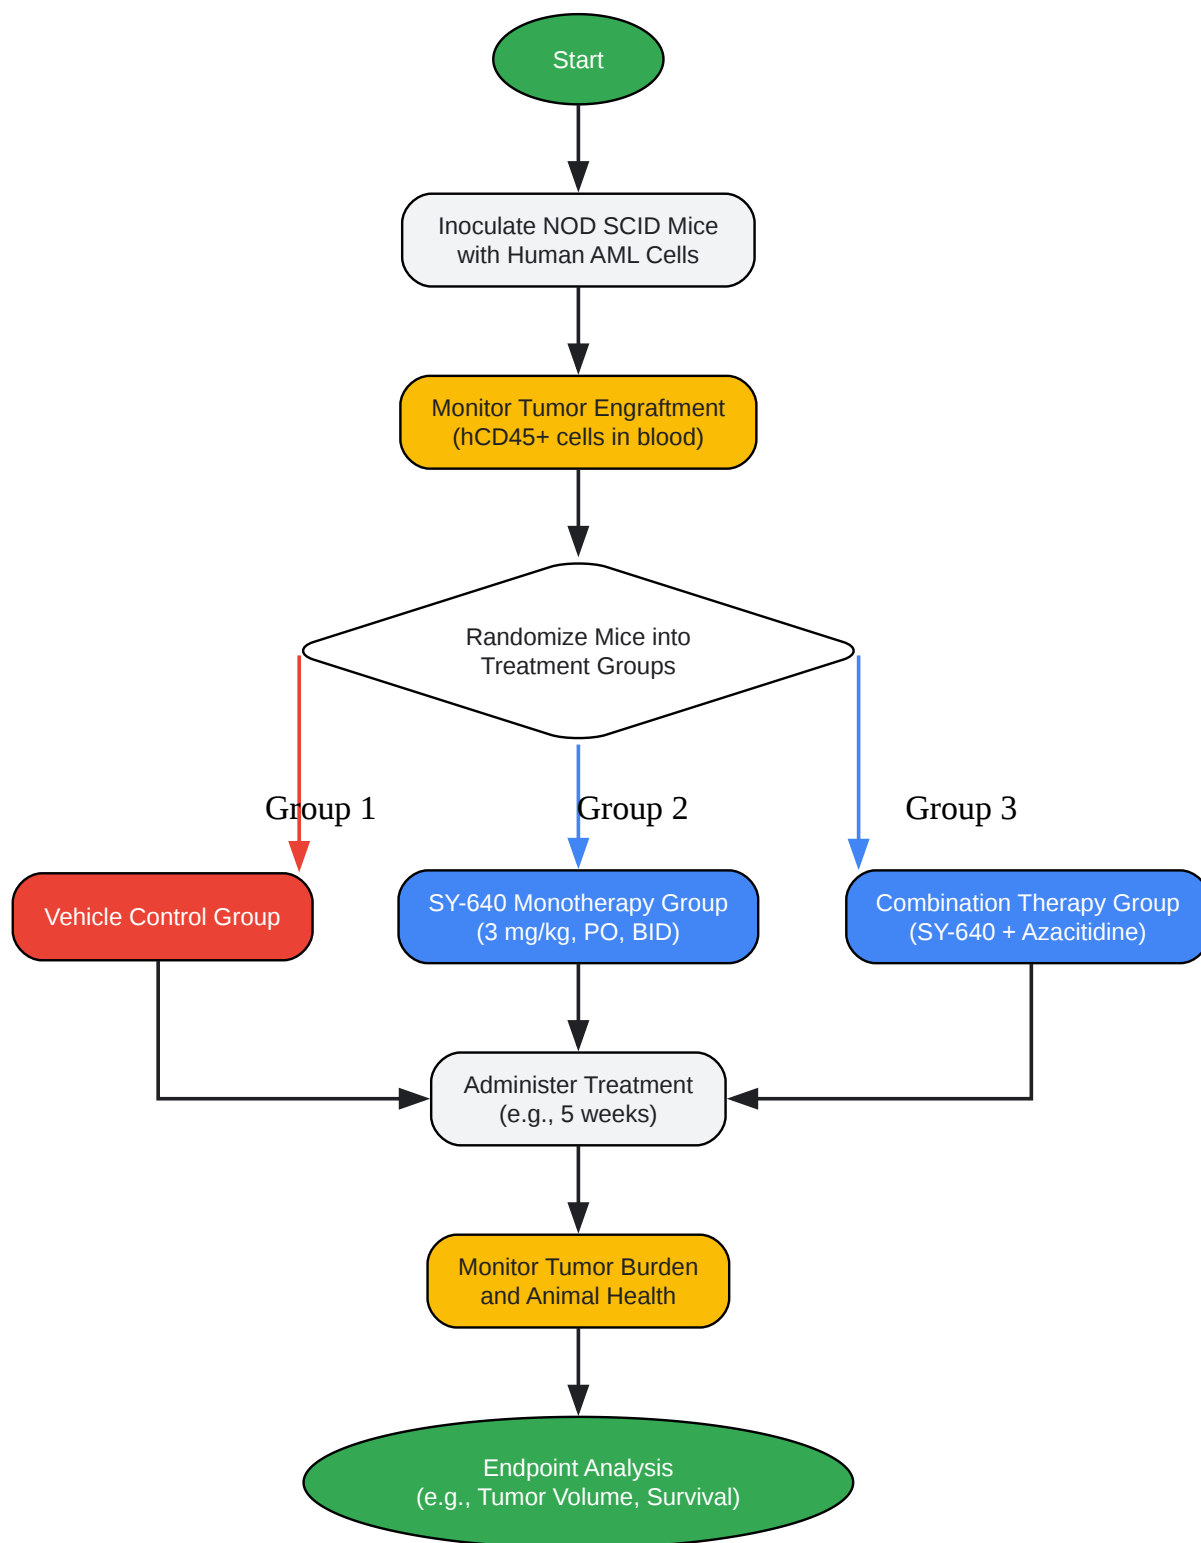 Start
Inoculate NOD SCID Mice
with Human AML Cells
Monitor Tumor Engraftment
(hCD45+ cells in blood)
Randomize Mice into
Treatment Groups
Group 1
Group 2
Group 3
Vehicle Control Group
SY-640 Monotherapy Group
(3 mg/kg, PO, BID)
Combination Therapy Group
(SY-640 + Azacitidine)
Administer Treatment
(e.g., 5 weeks)
Monitor Tumor Burden
and Animal Health
Endpoint Analysis
(e.g., Tumor Volume, Survival)